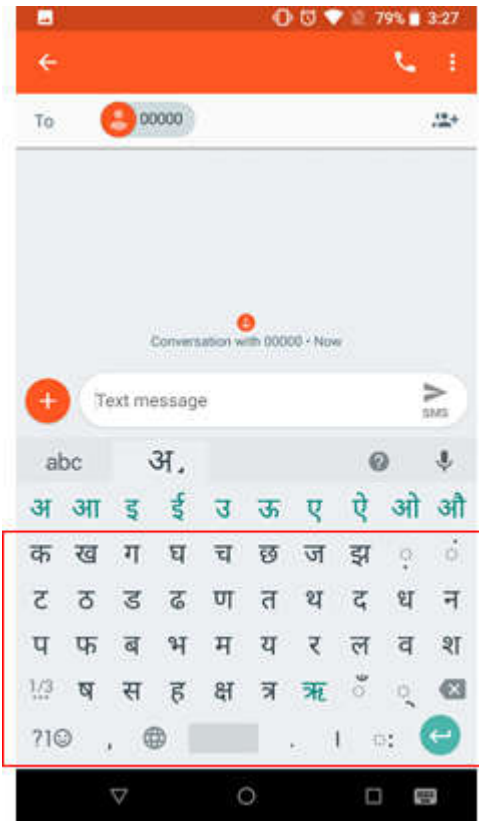 79% 3:27
To 00000
Conversation with 00000 • Now
Text message
SMS
abc अ
अ आ इ ई उ ऊ ए ऐ ओ औ
क ख ग घ च छ ज झ ़ ं
ट ठ ड ढ ण त थ द ध न
प फ ब भ म य र ल व श
1/3 ष स ह क्ष त्र ऋ ँ ्
?1☺ , . । ः